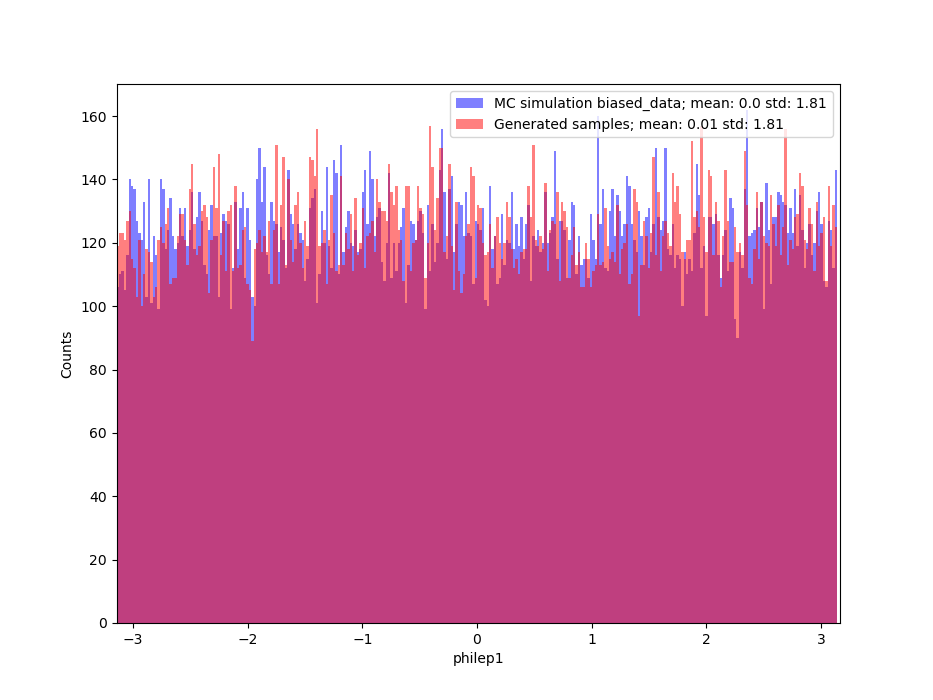 MC simulation biased_data; mean: 0.0 std: 1.81
Generated samples; mean: 0.01 std: 1.81
160
140
120
100
80
60
40
20
0
Counts
−3 −2 −1 0 1 2 3
philep1